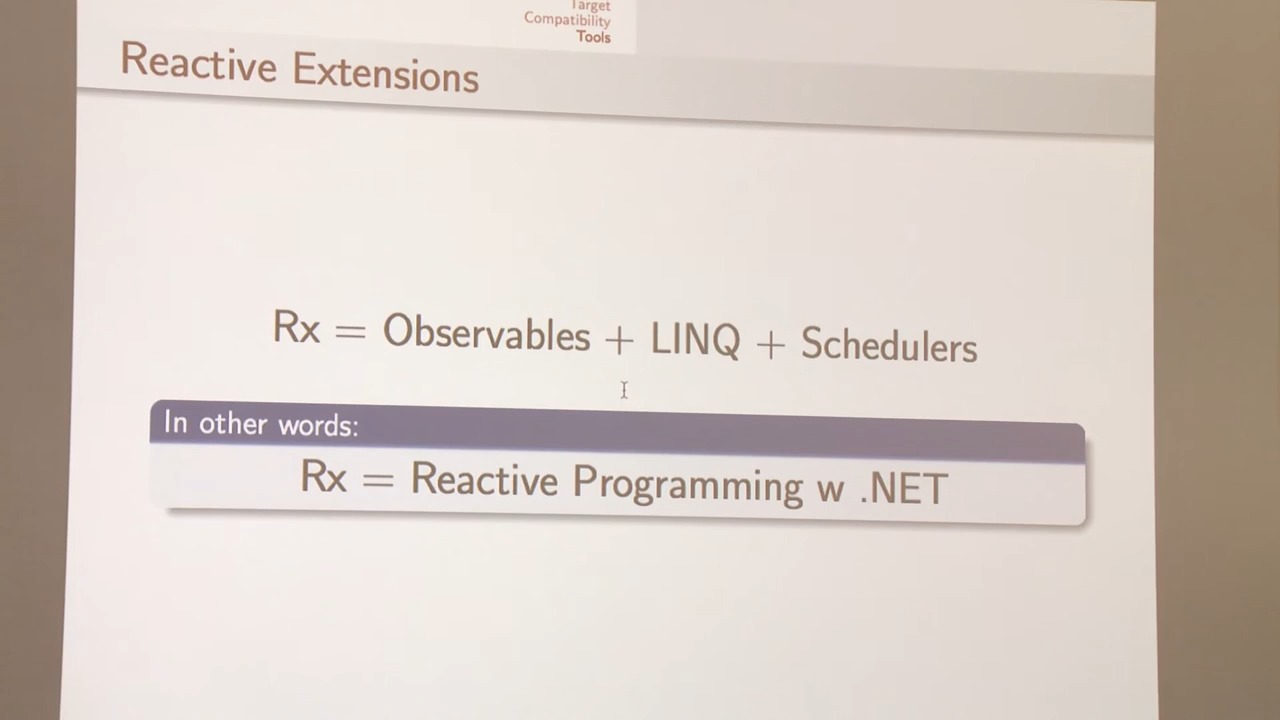 Target
Compatibility
Tools
Reactive Extensions
Rx = Observables + LINQ + Schedulers
In other words:
Rx = Reactive Programming w .NET